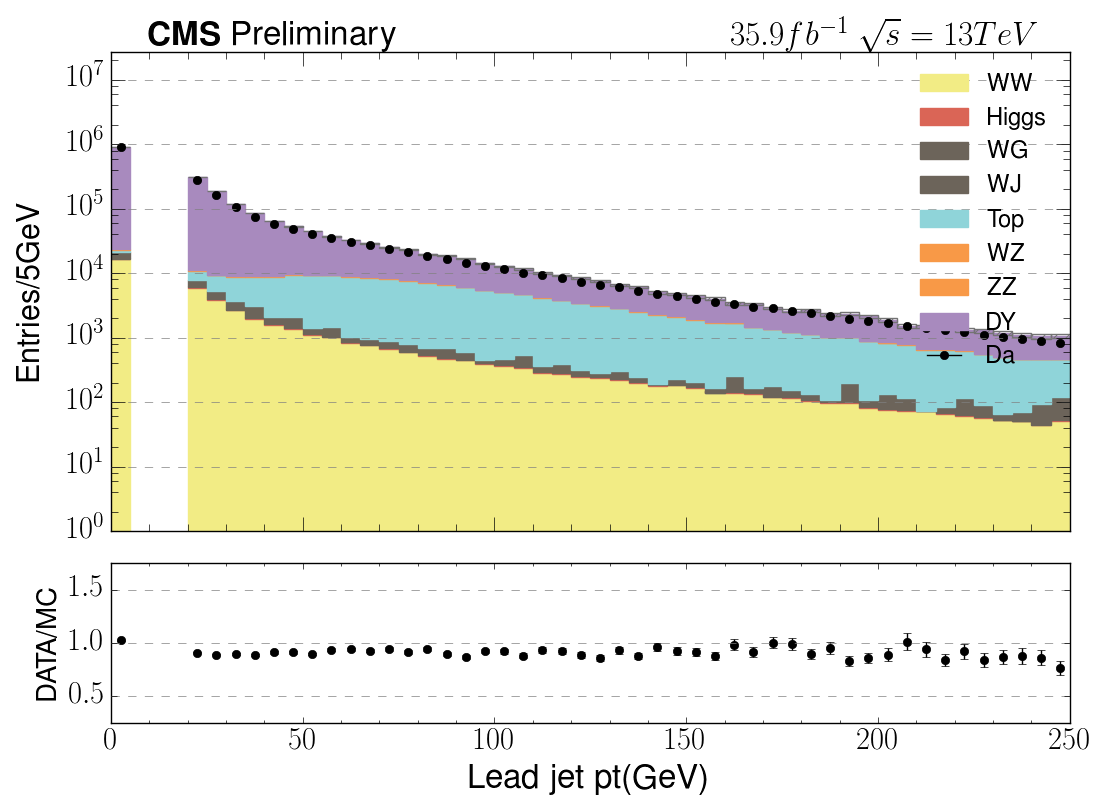 CMS Preliminary
35.9fb⁻¹ √s = 13TeV
Entries/5GeV
10⁷
10⁶
10⁵
10⁴
10³
10²
10¹
10⁰
WW
Higgs
WG
WJ
Top
WZ
ZZ
DY
Da
DATA/MC
1.5
1.0
0.5
0 50 100 150 200 250
Lead jet pt(GeV)